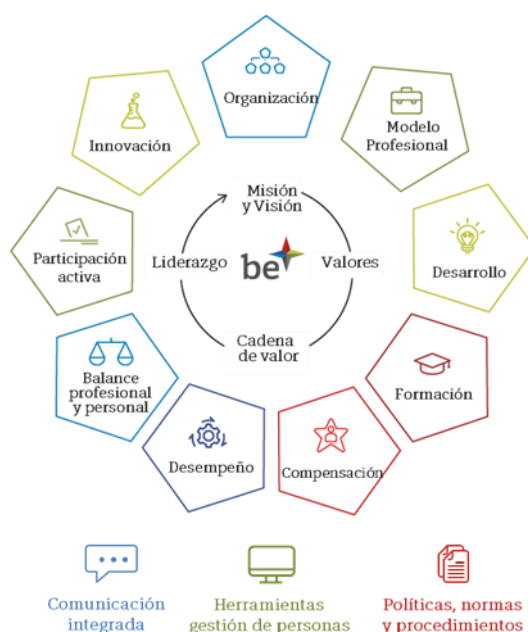 Organización
Modelo
Profesional
Innovación
Misión
y Visión
Participación
activa
Liderazgo
be
Valores
Desarrollo
Cadena
de valor
Balance
profesional
y personal
Formación
Desempeño
Compensación
Comunicación
integrada
Herramientas
gestión de personas
Políticas, normas
y procedimientos